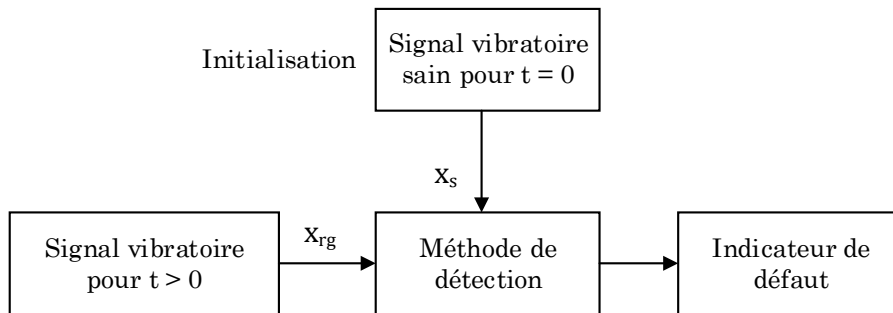 Initialisation
Signal vibratoire
sain pour t = 0
xs
Signal vibratoire
pour t > 0
xrg
Méthode de
détection
Indicateur de
défaut